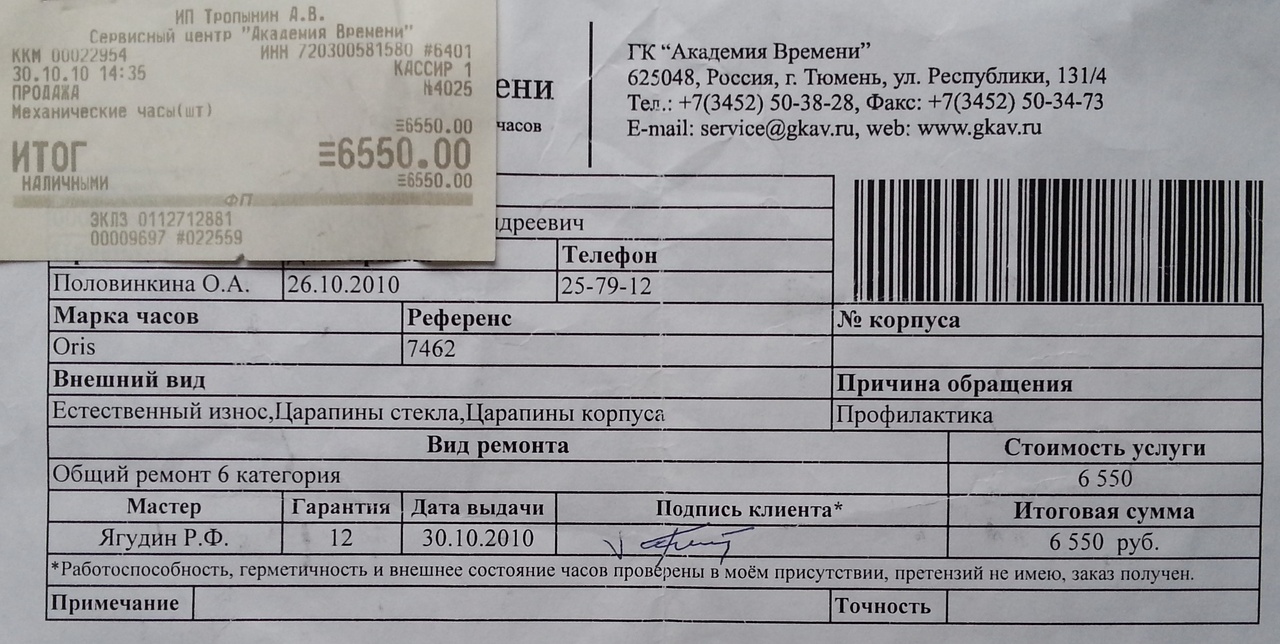 ИП Тропынин А.В.
Сервисный центр "Академия Времени"
ККМ 00022954 ИНН 720300581580 #6401
30.10.10 14:35 КАССИР 1
ПРОДАЖА №4025
Механические часы(шт)
≡6550.00
ИТОГ ≡6550.00
НАЛИЧНЫМИ ≡6550.00
ФП
ЭКЛЗ 0112712881
00009697 #022559
ени
часов
ГК “Академия Времени”
625048, Россия, г. Тюмень, ул. Республики, 131/4
Тел.: +7(3452) 50-38-28, Факс: +7(3452) 50-34-73
E-mail: service@gkav.ru, web: www.gkav.ru
дреевич
Телефон
Половинкина О.А. 26.10.2010 25-79-12
Марка часов Референс № корпуса
Oris 7462
Внешний вид Причина обращения
Естественный износ,Царапины стекла,Царапины корпуса Профилактика
Вид ремонта Стоимость услуги
Общий ремонт 6 категория 6 550
Мастер Гарантия Дата выдачи Подпись клиента* Итоговая сумма
Ягудин Р.Ф. 12 30.10.2010 6 550 руб.
*Работоспособность, герметичность и внешнее состояние часов проверены в моём присутствии, претензий не имею, заказ получен.
Примечание Точность